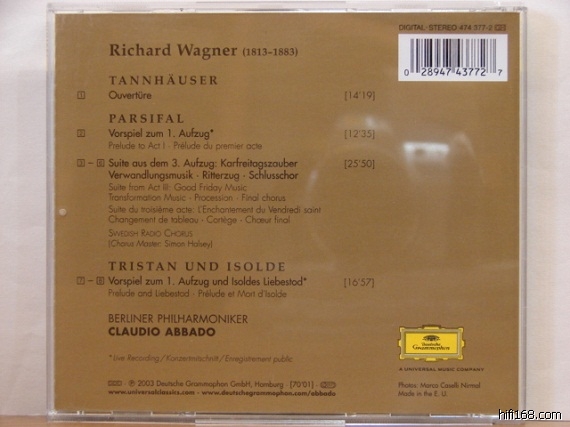 DIGITAL-STEREO 474 377-2
Richard Wagner (1813–1883)
0 28947 43772 7
TANNHÄUSER
1 Ouvertüre [14'19]
PARSIFAL
2 Vorspiel zum 1. Aufzug* [12'35]
Prelude to Act I · Prélude du premier acte
3 – 6 Suite aus dem 3. Aufzug: Karfreitagszauber [25'50]
Verwandlungsmusik · Ritterzug · Schlusschor
Suite from Act III: Good Friday Music
Transformation Music · Procession · Final chorus
Suite du troisième acte: L'Enchantement du Vendredi saint
Changement de tableau · Cortège · Chœur final
SWEDISH RADIO CHORUS
(Chorus Master: Simon Halsey)
TRISTAN UND ISOLDE
7 – 8 Vorspiel zum 1. Aufzug und Isoldes Liebestod* [16'57]
Prelude and Liebestod · Prélude et Mort d'Isolde
BERLINER PHILHARMONIKER
CLAUDIO ABBADO
Deutsche
Grammophon
*Live Recording / Konzertmitschnitt / Enregistrement public
A UNIVERSAL MUSIC COMPANY
DDD ℗ 2003 Deutsche Grammophon GmbH, Hamburg [70'01]
www.universalclassics.com · www.deutschegrammophon.com/abbado
Photos: Marco Caselli Nirmal
Made in the E. U.
hifi168.com